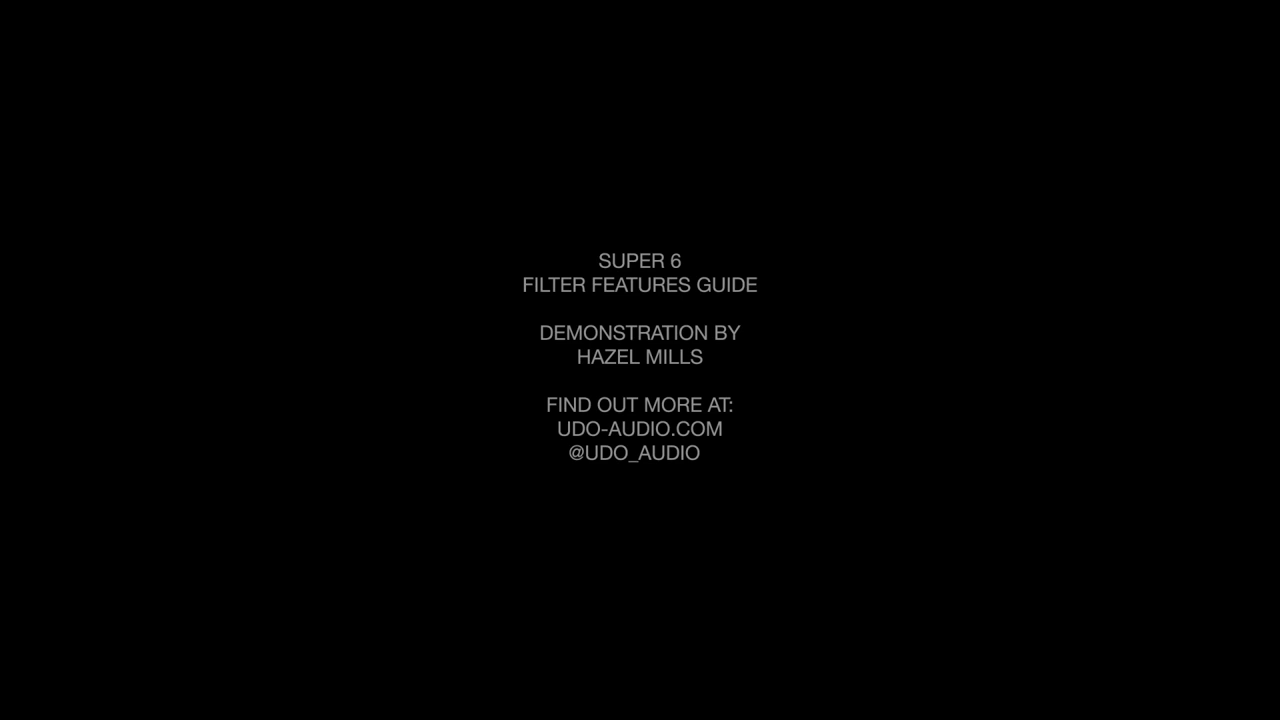 SUPER 6
FILTER FEATURES GUIDE
DEMONSTRATION BY
HAZEL MILLS
FIND OUT MORE AT:
UDO-AUDIO.COM
@UDO_AUDIO